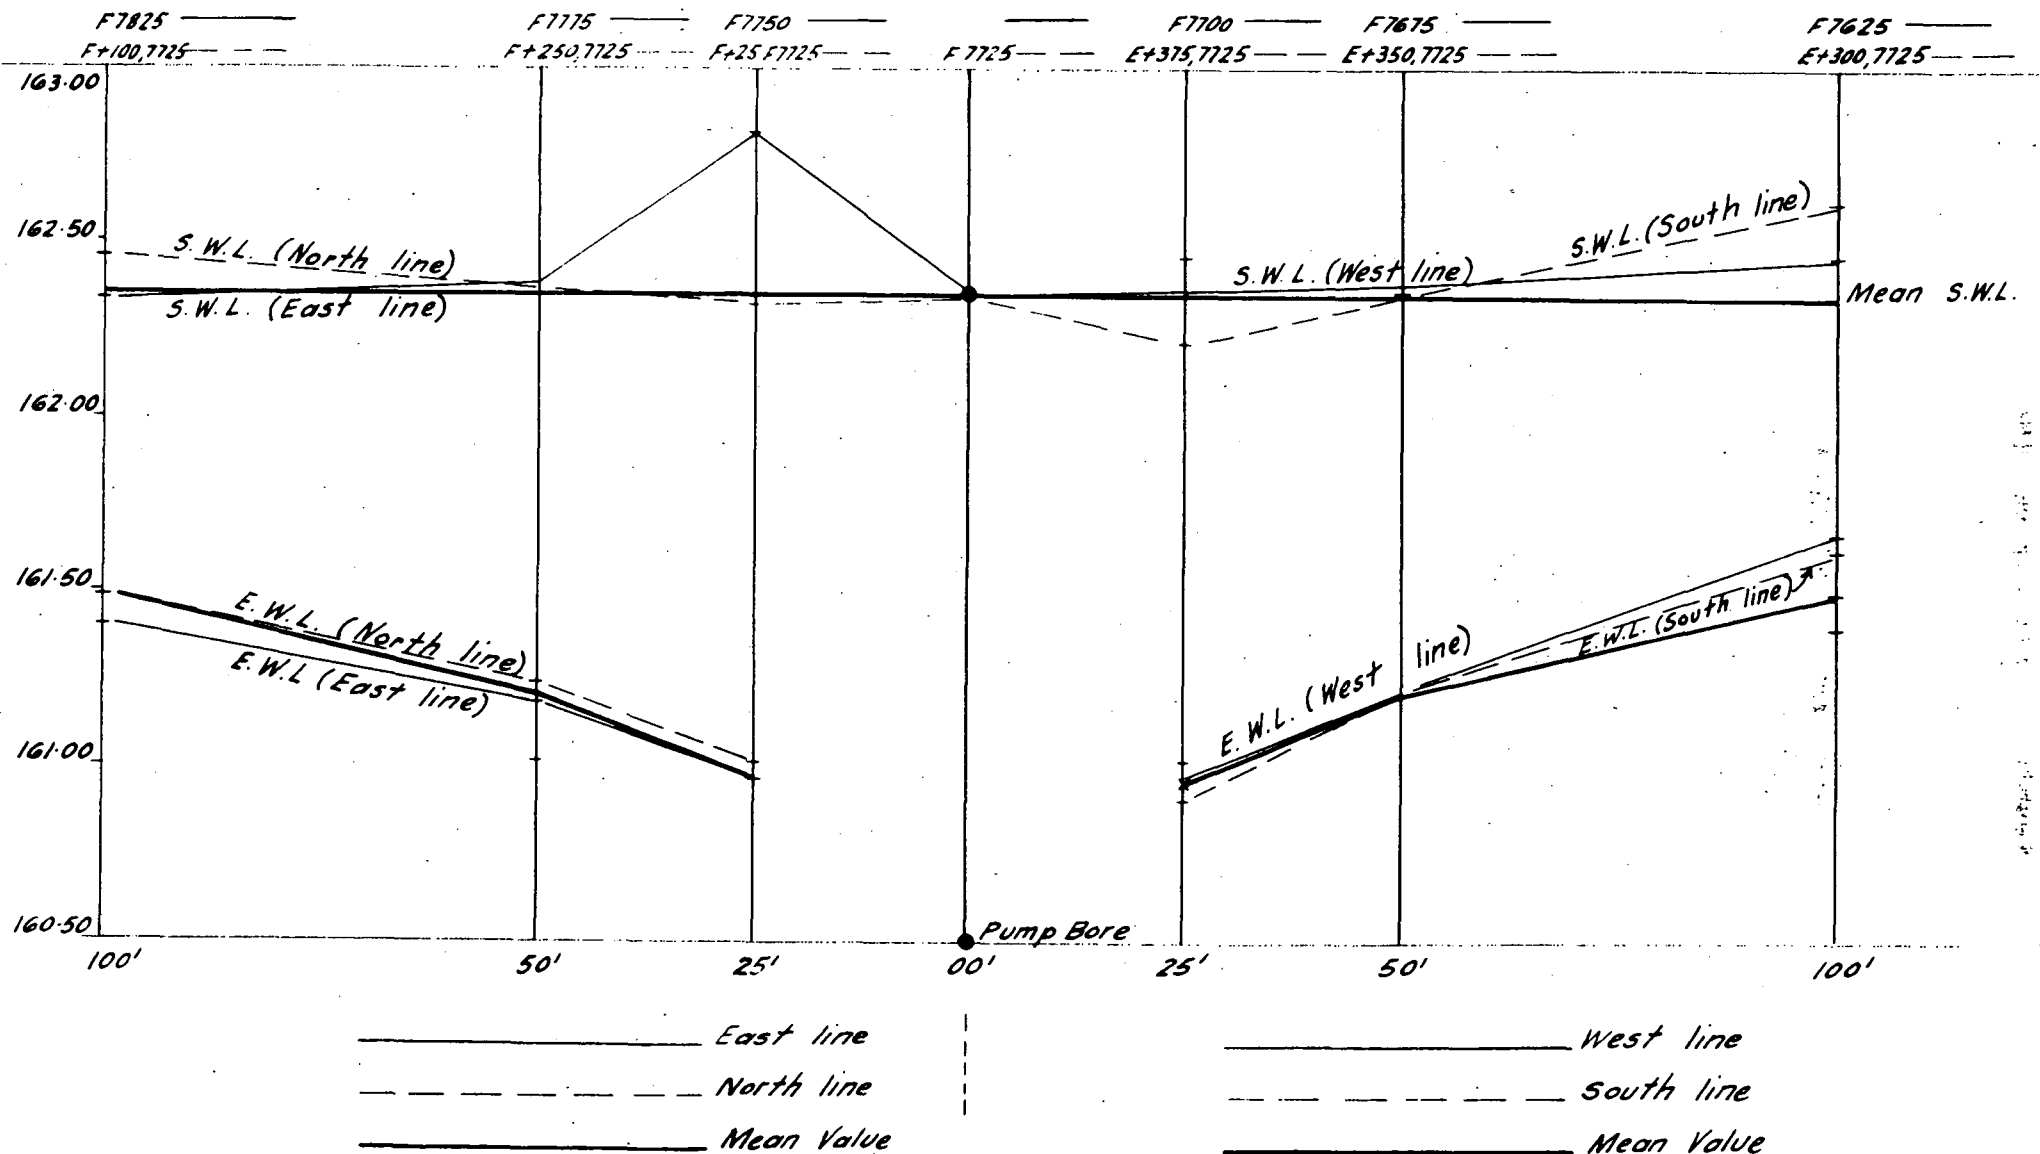 F7825 F7775 F7750 F7700 F7675 F7625
F+100,7725 F+250,7725 F+25 F7725 F 7725 E+375,7725 E+350,7725 E+300,7725
163.00
162.50
S.W.L. (North line)
S.W.L. (East line)
S.W.L. (West line)
S.W.L. (South line)
Mean S.W.L.
162.00
161.50
E.W.L. (North line)
E.W.L (East line)
E.W.L. (West line)
E.W.L. (South line)
161.00
160.50
Pump Bore
100' 50' 25' 00' 25' 50' 100'
East line West line
North line South line
Mean Value Mean Value